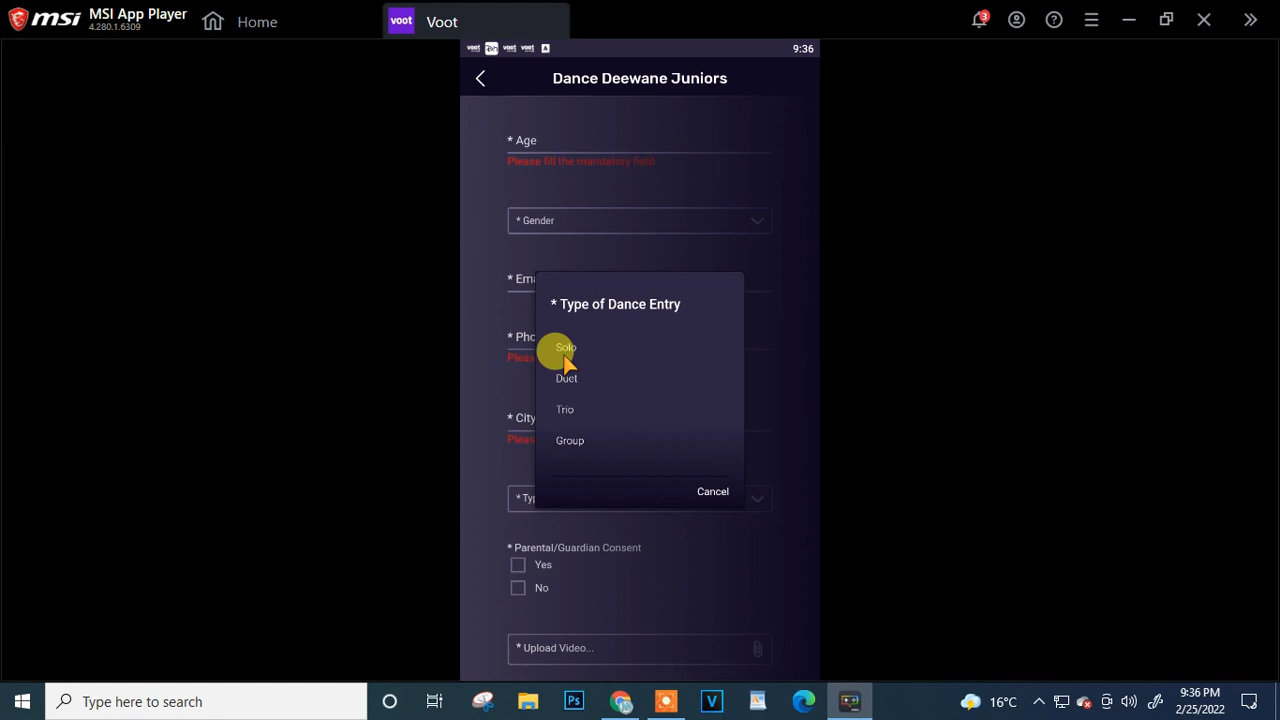 msi MSI App Player
4.280.1.6309
Home
voot Voot
3
9:36
Dance Deewane Juniors
* Age
Please fill the mandatory field
* Gender
* Ema
* Type of Dance Entry
* Pho
Solo
Pleas
Duet
Trio
* City
Pleas
Group
Cancel
* Typ
* Parental/Guardian Consent
Yes
No
* Upload Video...
Type here to search
Ps
V
16°C
9:36 PM
2/25/2022